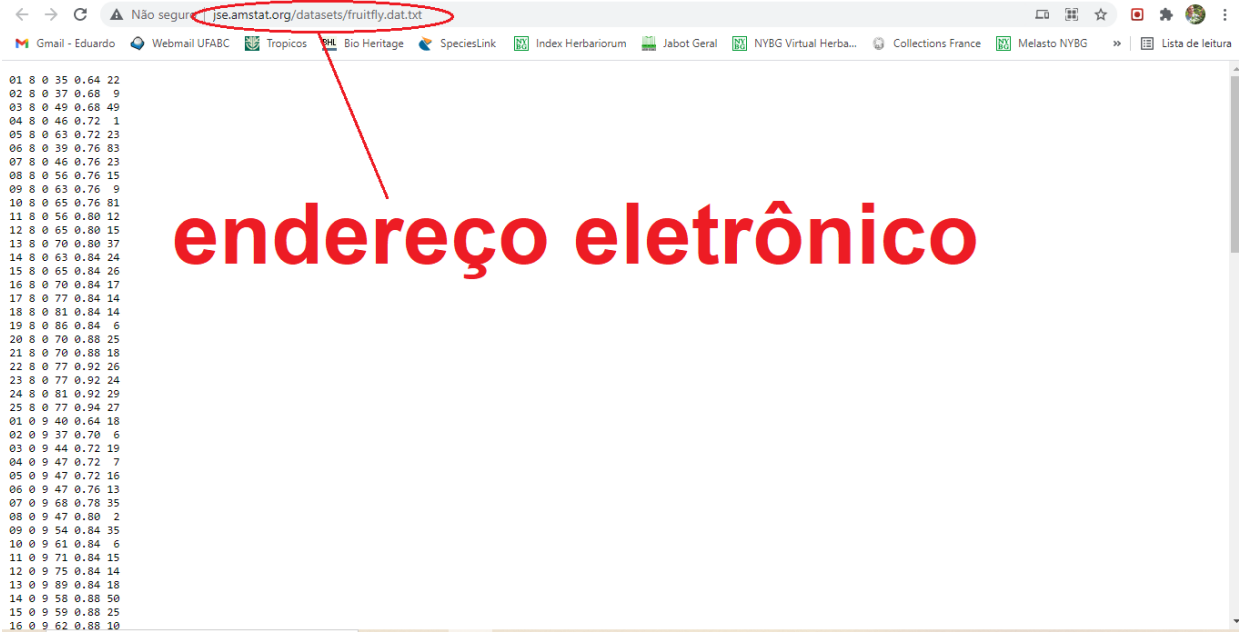 Não segure jse.amstat.org/datasets/fruitfly.dat.txt
Gmail - Eduardo Webmail UFABC Tropicos BHL Bio Heritage SpeciesLink NYBG Index Herbariorum Jabot Geral NYBG NYBG Virtual Herba... Collections France NYBG Melasto NYBG » Lista de leitura
01 8 0 35 0.64 22
02 8 0 37 0.68 9
03 8 0 49 0.68 49
04 8 0 46 0.72 1
05 8 0 63 0.72 23
06 8 0 39 0.76 83
07 8 0 46 0.76 23
08 8 0 56 0.76 15
09 8 0 63 0.76 9
10 8 0 65 0.76 81
11 8 0 56 0.80 12
12 8 0 65 0.80 15
13 8 0 70 0.80 37
14 8 0 63 0.84 24
15 8 0 65 0.84 26
16 8 0 70 0.84 17
17 8 0 77 0.84 14
18 8 0 81 0.84 14
19 8 0 86 0.84 6
20 8 0 70 0.88 25
21 8 0 70 0.88 18
22 8 0 77 0.92 26
23 8 0 77 0.92 24
24 8 0 81 0.92 29
25 8 0 77 0.94 27
01 0 9 40 0.64 18
02 0 9 37 0.70 6
03 0 9 44 0.72 19
04 0 9 47 0.72 7
05 0 9 47 0.72 16
06 0 9 47 0.76 13
07 0 9 68 0.78 35
08 0 9 47 0.80 2
09 0 9 54 0.84 35
10 0 9 61 0.84 6
11 0 9 71 0.84 15
12 0 9 75 0.84 14
13 0 9 89 0.84 18
14 0 9 58 0.88 50
15 0 9 59 0.88 25
16 0 9 62 0.88 10
endereço eletrônico